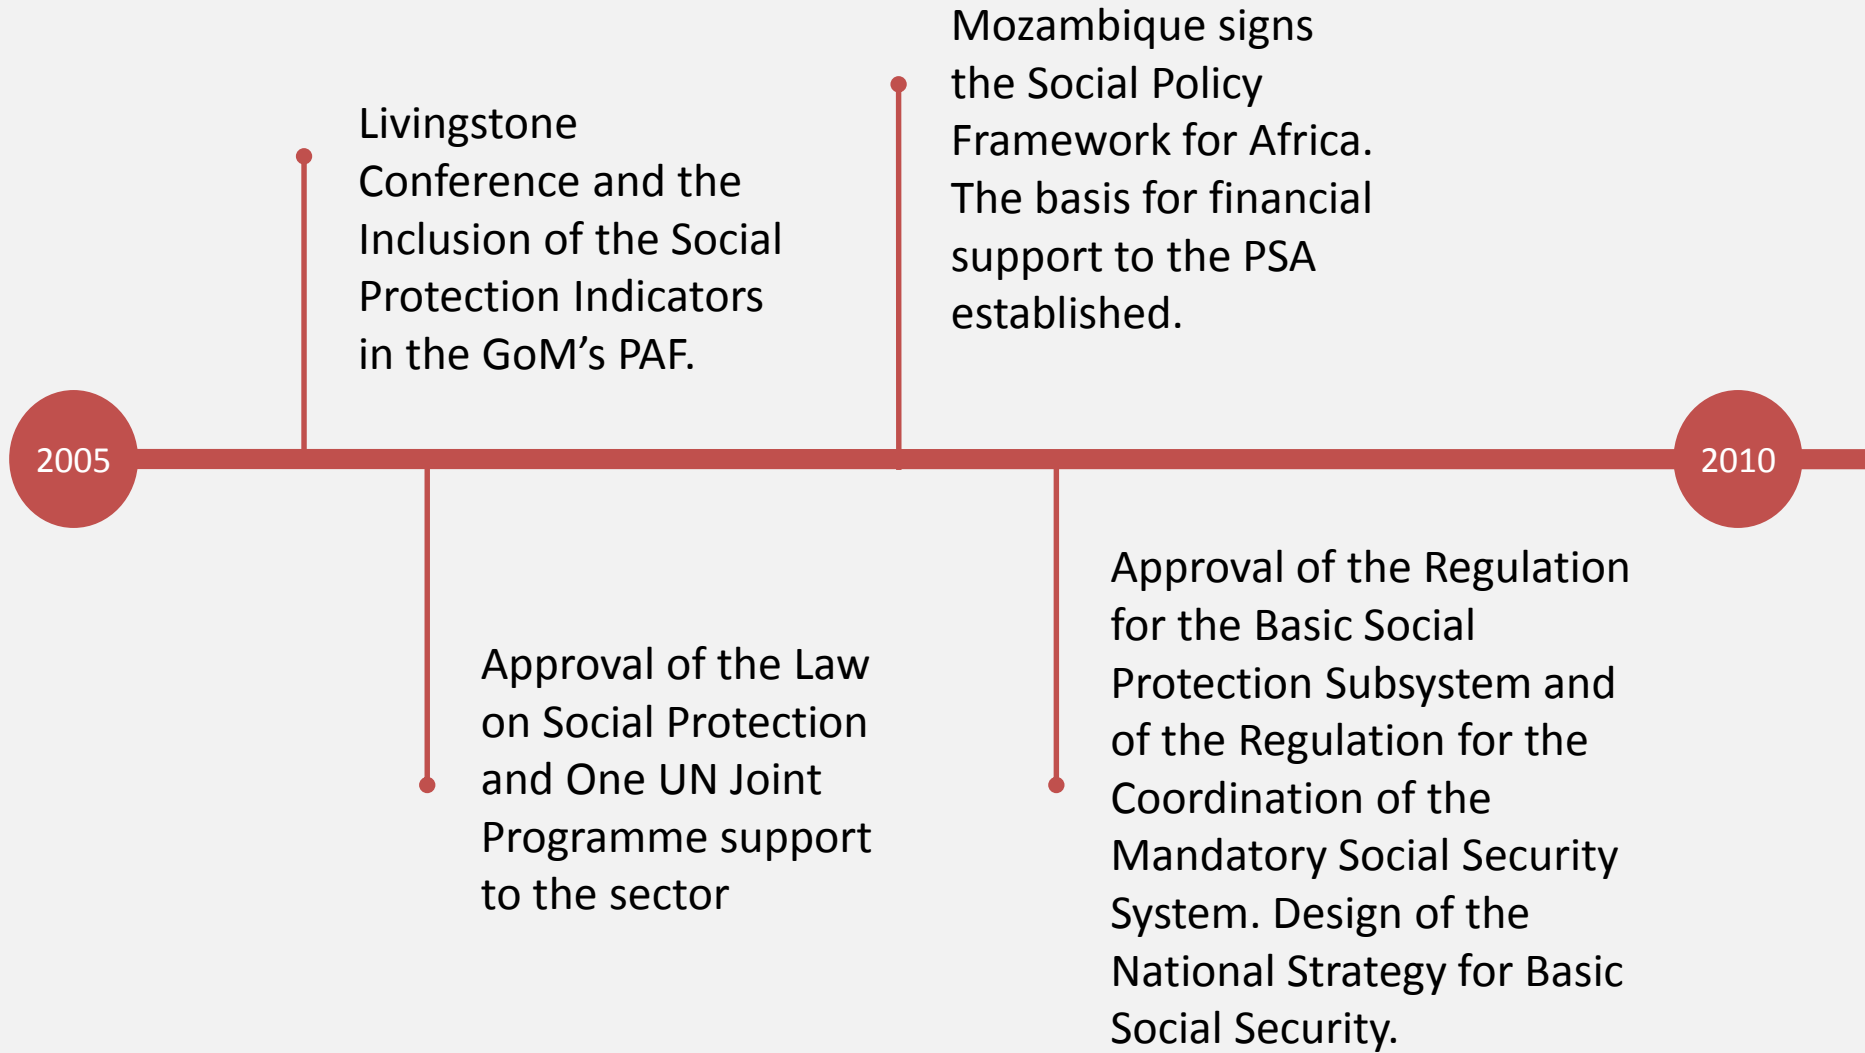 Livingstone
Conference and the
Inclusion of the Social
Protection Indicators
in the GoM’s PAF.
Mozambique signs
the Social Policy
Framework for Africa.
The basis for financial
support to the PSA
established.
2005
2010
Approval of the Law
on Social Protection
and One UN Joint
Programme support
to the sector
Approval of the Regulation
for the Basic Social
Protection Subsystem and
of the Regulation for the
Coordination of the
Mandatory Social Security
System. Design of the
National Strategy for Basic
Social Security.